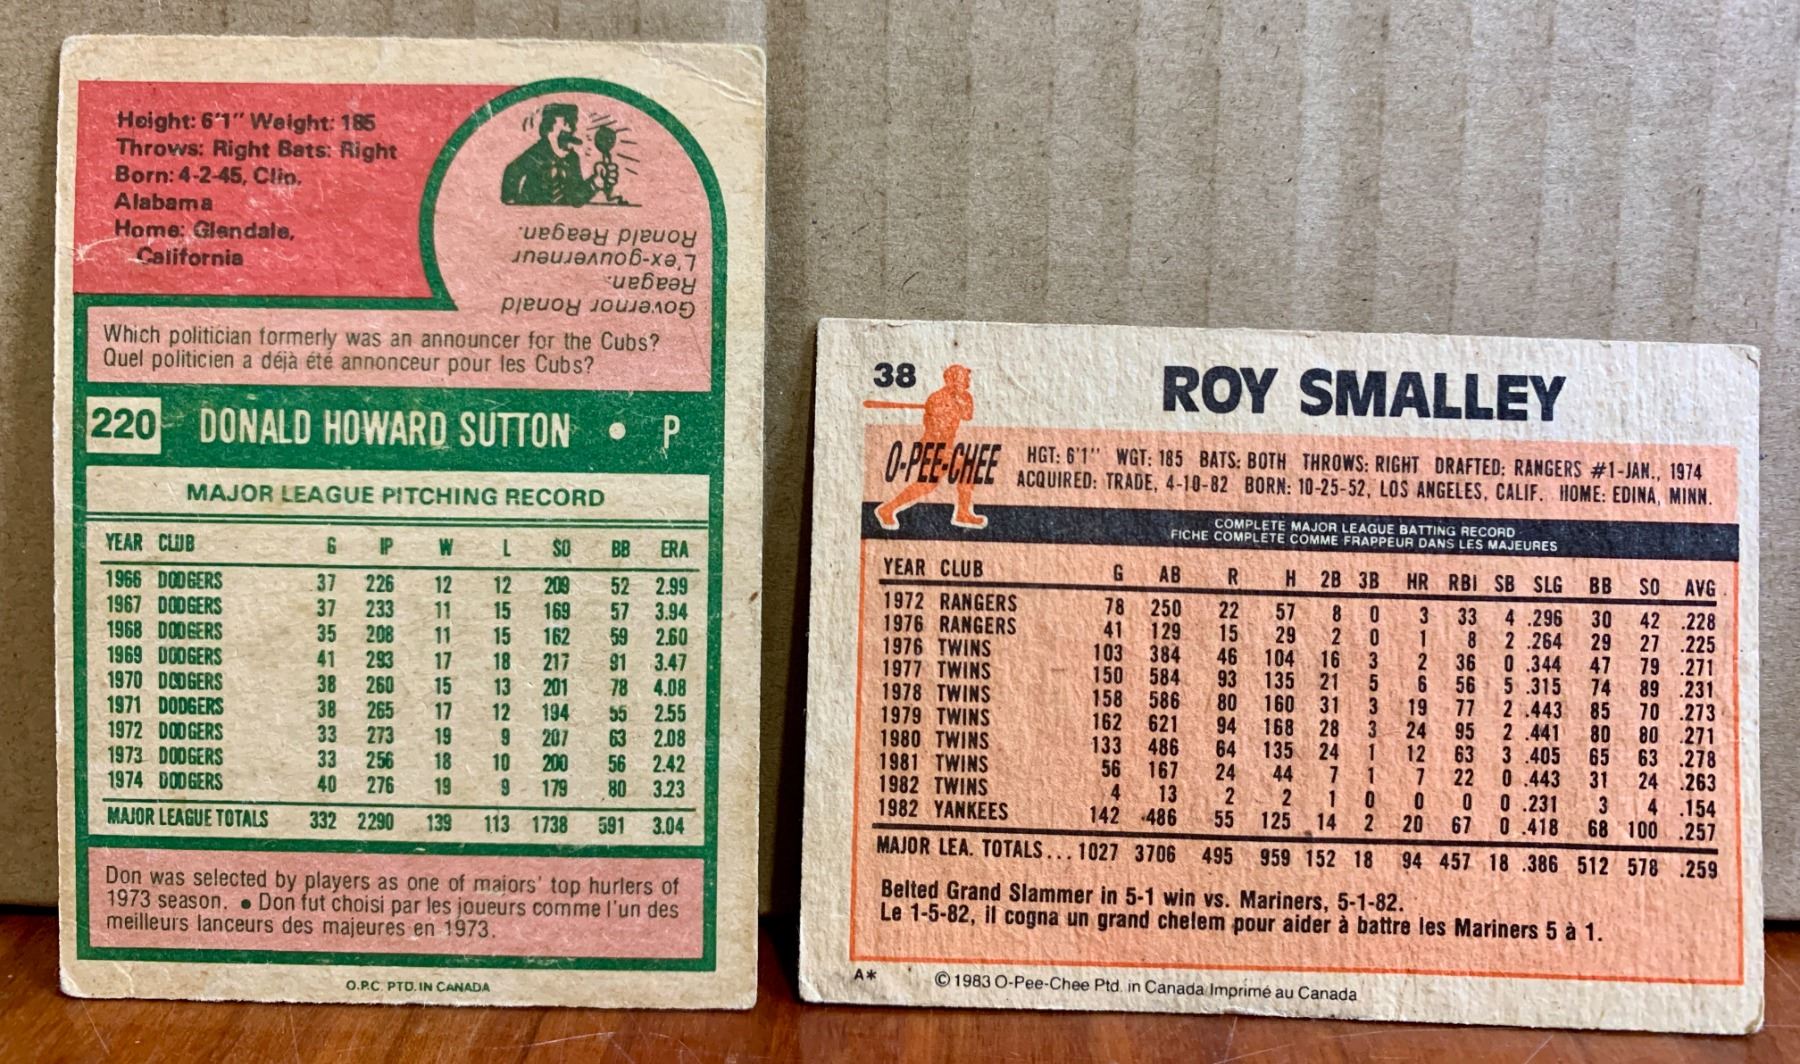 Height: 6'1" Weight: 185
Throws: Right Bats: Right
Born: 4-2-45, Clio,
Alabama
Home: Glendale,
California
Governor Ronald
Reagan.
L'ex-gouverneur
Ronald Reagan.
Which politician formerly was an announcer for the Cubs?
Quel politicien a déjà été annonceur pour les Cubs?
220 DONALD HOWARD SUTTON • P
MAJOR LEAGUE PITCHING RECORD
YEAR CLUB G IP W L SO BB ERA
1966 DODGERS 37 226 12 12 209 52 2.99
1967 DODGERS 37 233 11 15 169 57 3.94
1968 DODGERS 35 208 11 15 162 59 2.60
1969 DODGERS 41 293 17 18 217 91 3.47
1970 DODGERS 38 260 15 13 201 78 4.08
1971 DODGERS 38 265 17 12 194 55 2.55
1972 DODGERS 33 273 19 9 207 63 2.08
1973 DODGERS 33 256 18 10 200 56 2.42
1974 DODGERS 40 276 19 9 179 80 3.23
MAJOR LEAGUE TOTALS 332 2290 139 113 1738 591 3.04
Don was selected by players as one of majors' top hurlers of
1973 season. • Don fut choisi par les joueurs comme l'un des
meilleurs lanceurs des majeures en 1973.
O.P.C. PTD. IN CANADA
38
ROY SMALLEY
O-PEE-CHEE
HGT: 6'1" WGT: 185 BATS: BOTH THROWS: RIGHT DRAFTED: RANGERS #1-JAN., 1974
ACQUIRED: TRADE, 4-10-82 BORN: 10-25-52, LOS ANGELES, CALIF. HOME: EDINA, MINN.
COMPLETE MAJOR LEAGUE BATTING RECORD
FICHE COMPLETE COMME FRAPPEUR DANS LES MAJEURES
YEAR CLUB G AB R H 2B 3B HR RBI SB SLG BB SO AVG
1972 RANGERS 78 250 22 57 8 0 3 33 4 .296 30 42 .228
1976 RANGERS 41 129 15 29 2 0 1 8 2 .264 29 27 .225
1976 TWINS 103 384 46 104 16 3 2 36 0 .344 47 79 .271
1977 TWINS 150 584 93 135 21 5 6 56 5 .315 74 89 .231
1978 TWINS 158 586 80 160 31 3 19 77 2 .443 85 70 .273
1979 TWINS 162 621 94 168 28 3 24 95 2 .441 80 80 .271
1980 TWINS 133 486 64 135 24 1 12 63 3 .405 65 63 .278
1981 TWINS 56 167 24 44 7 1 7 22 0 .443 31 24 .263
1982 TWINS 4 13 2 2 1 0 0 0 0 .231 3 4 .154
1982 YANKEES 142 486 55 125 14 2 20 67 0 .418 68 100 .257
MAJOR LEA. TOTALS... 1027 3706 495 959 152 18 94 457 18 .386 512 578 .259
Belted Grand Slammer in 5-1 win vs. Mariners, 5-1-82.
Le 1-5-82, il cogna un grand chelem pour aider à battre les Mariners 5 à 1.
A* © 1983 O-Pee-Chee Ptd. in Canada Imprimé au Canada